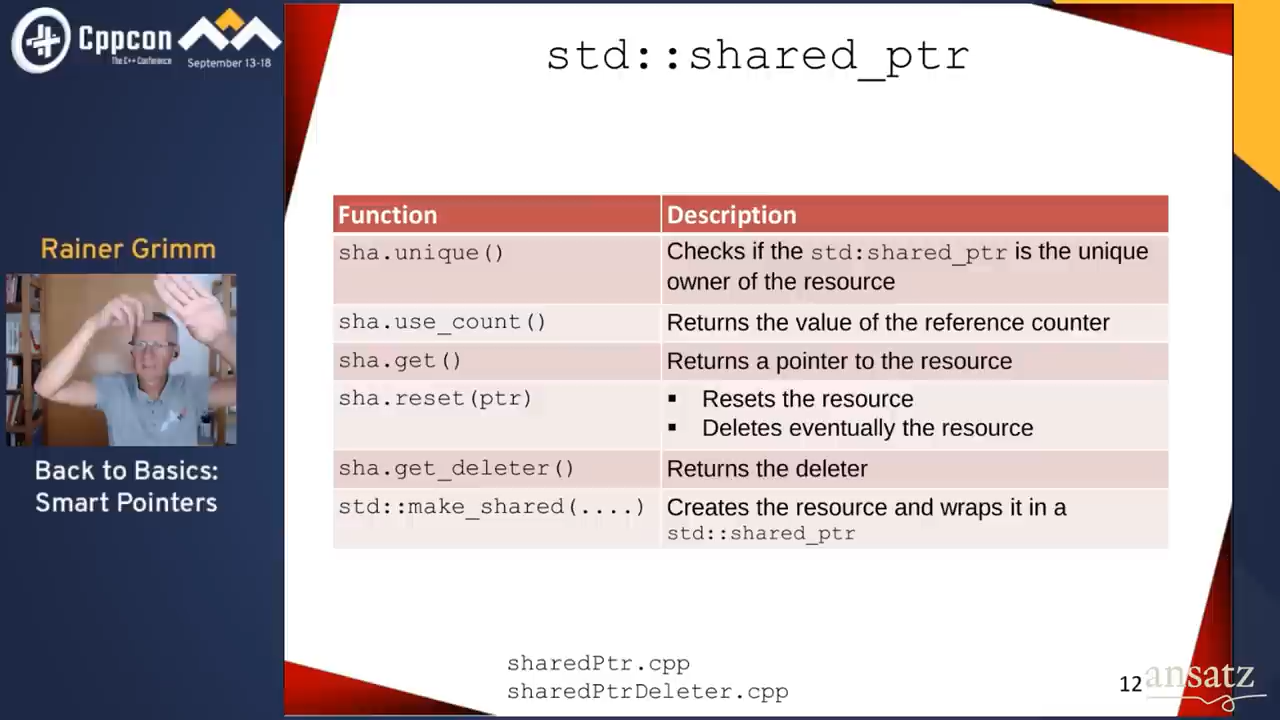 Cppcon
The C++ Conference
September 13-18
std::shared_ptr
Function Description
sha.unique() Checks if the std:shared_ptr is the unique
owner of the resource
sha.use_count() Returns the value of the reference counter
sha.get() Returns a pointer to the resource
sha.reset(ptr) ▪ Resets the resource
▪ Deletes eventually the resource
sha.get_deleter() Returns the deleter
std::make_shared(....) Creates the resource and wraps it in a
std::shared_ptr
Rainer Grimm
Back to Basics:
Smart Pointers
sharedPtr.cpp
sharedPtrDeleter.cpp
12
ansatz